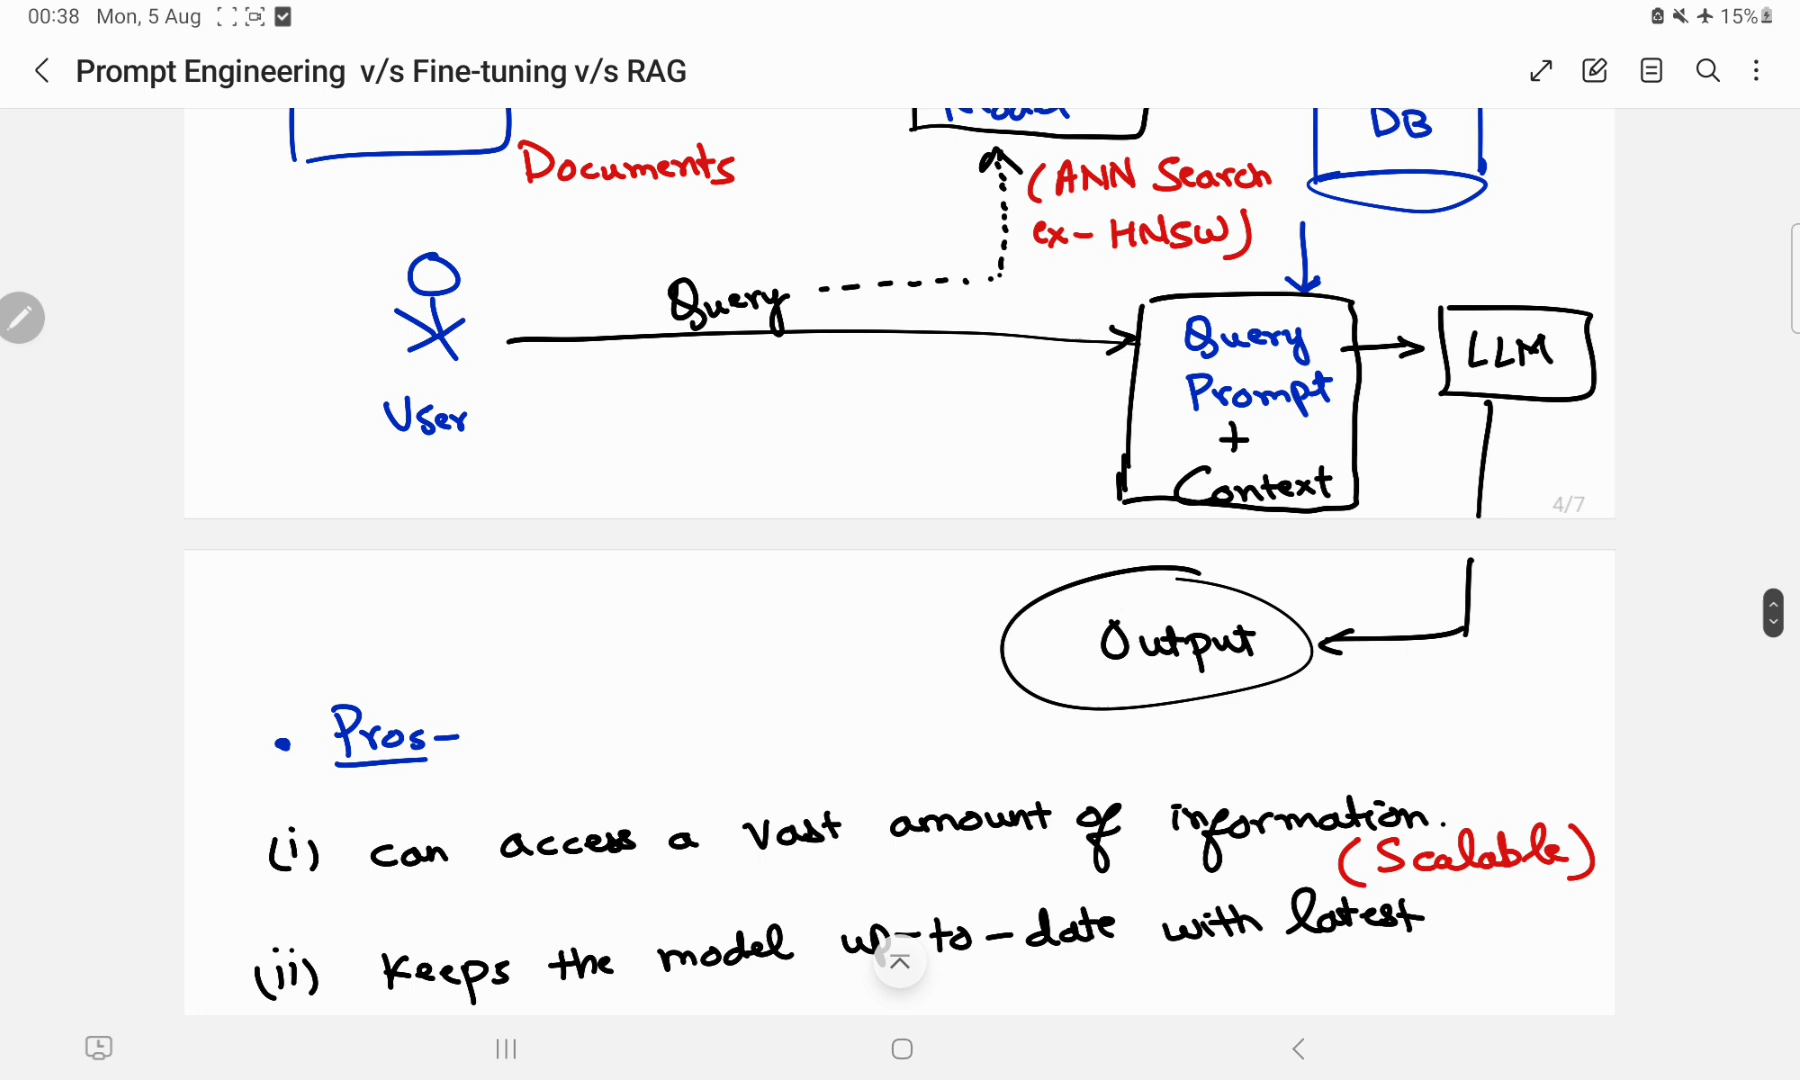 00:38 Mon, 5 Aug
15%
Prompt Engineering v/s Fine-tuning v/s RAG
Model
DB
Documents
(ANN Search
ex- HNSW)
Query
User
Query
Prompt
+
Context
LLM
4/7
Output
• Pros-
(i) can access a vast amount of information.
(Scalable)
(ii) Keeps the model up-to-date with latest